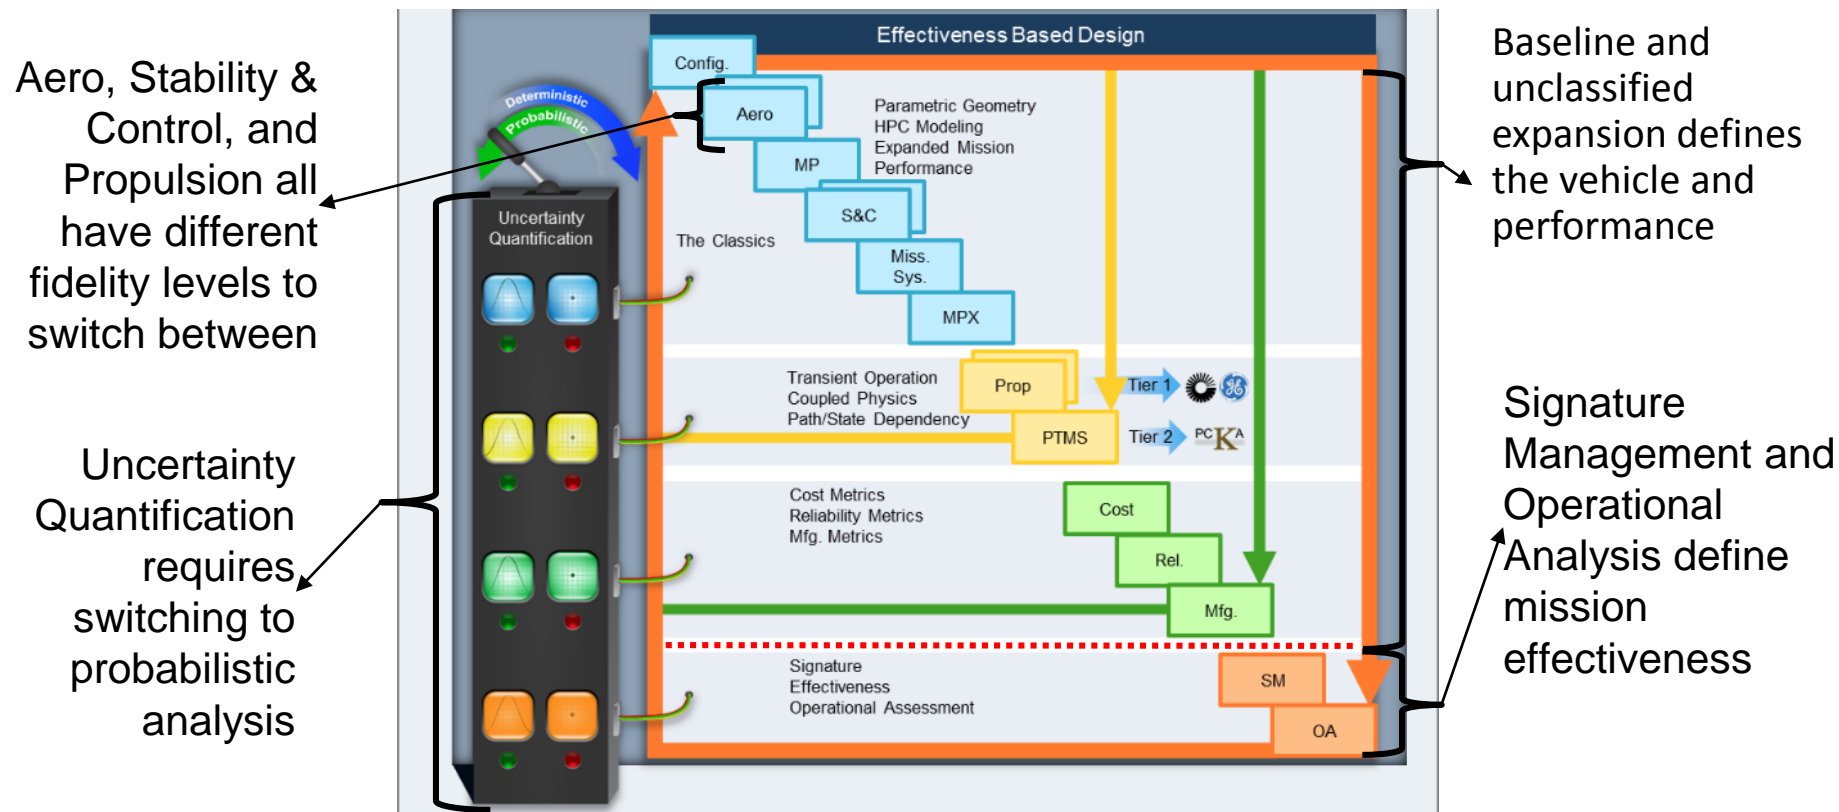 Effectiveness Based Design
Aero, Stability &
Control, and
Propulsion all
have different
fidelity levels to
switch between
Uncertainty
Quantification
requires
switching to
probabilistic
analysis
Deterministic
Probabilistic
Uncertainty
Quantification
Config.
Aero
MP
S&C
Miss.
Sys.
MPX
Parametric Geometry
HPC Modeling
Expanded Mission
Performance
The Classics
Transient Operation
Coupled Physics
Path/State Dependency
Prop
PTMS
Tier 1
GE
Tier 2
PC
K
A
Cost Metrics
Reliability Metrics
Mfg. Metrics
Cost
Rel.
Mfg.
Signature
Effectiveness
Operational Assessment
SM
OA
Baseline and
unclassified
expansion defines
the vehicle and
performance
Signature
Management and
Operational
Analysis define
mission
effectiveness